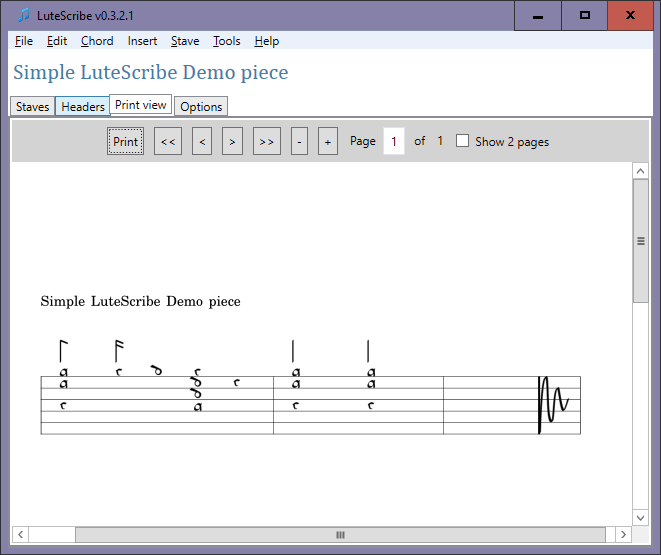 LuteScribe v0.3.2.1
File Edit Chord Insert Stave Tools Help
Simple LuteScribe Demo piece
Staves Headers Print view Options
Print << < > >> - + Page 1 of 1 Show 2 pages
Simple LuteScribe Demo piece
a r d r a a
a d r a a
d
r a r r